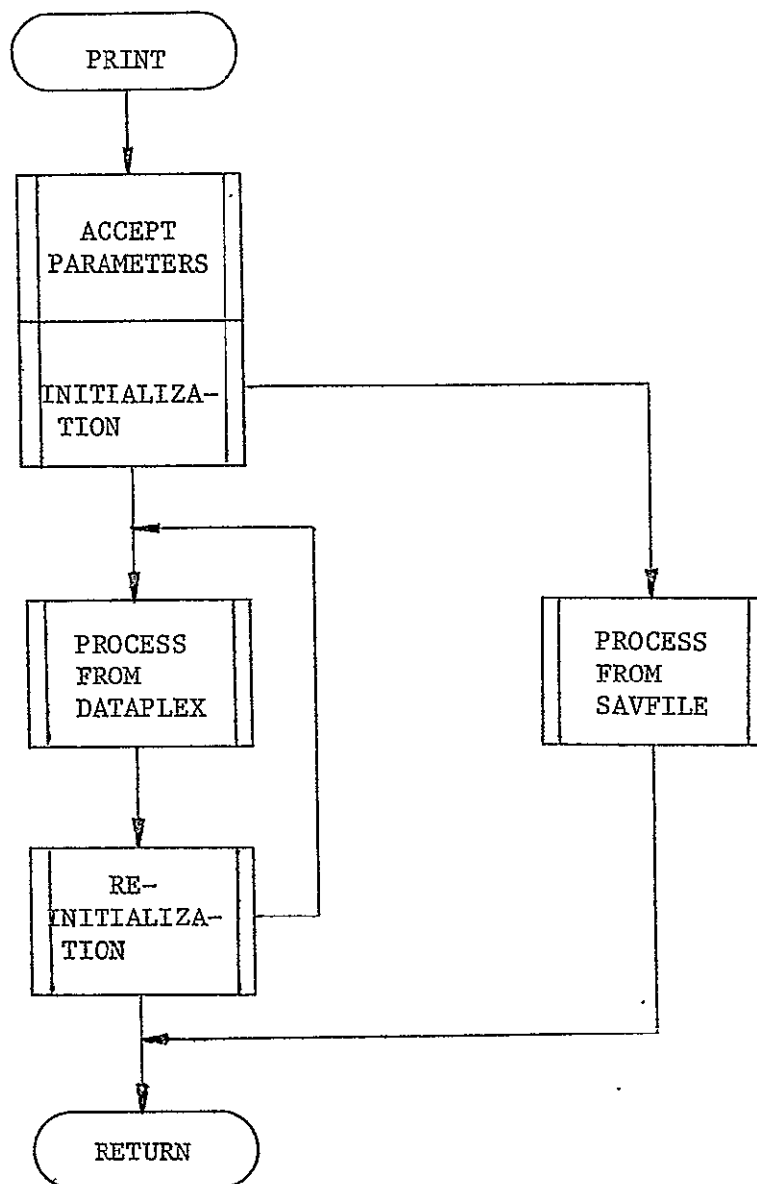 PRINT
ACCEPT
PARAMETERS
INITIALIZA-
TION
PROCESS
FROM
DATAPLEX
PROCESS
FROM
SAVFILE
RE-
INITIALIZA-
TION
RETURN